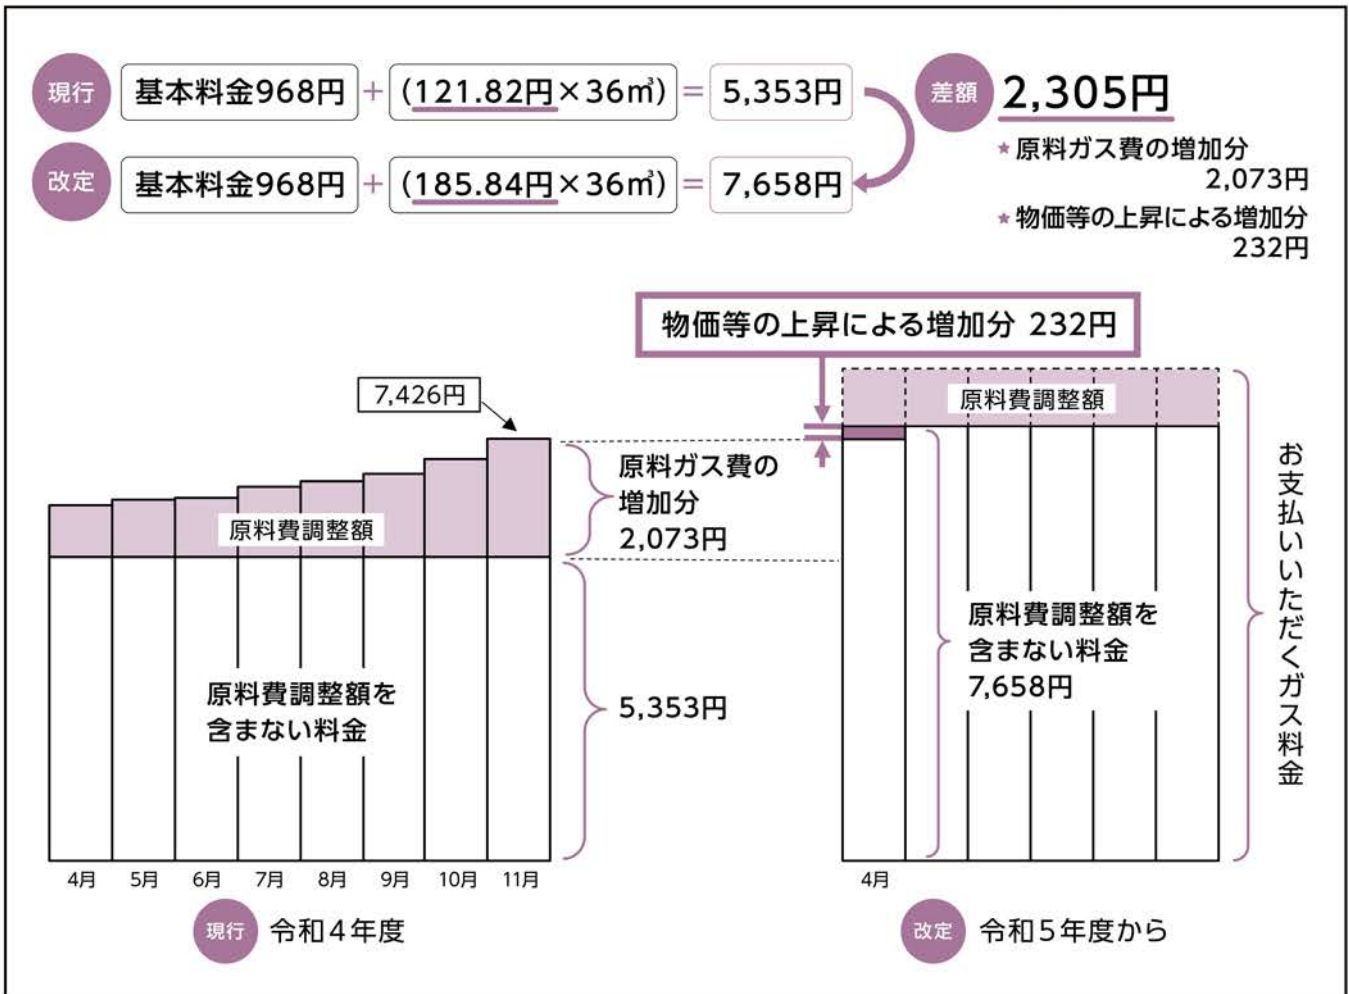 現行 基本料金968円 + (121.82円×36㎥) = 5,353円
改定 基本料金968円 + (185.84円×36㎥) = 7,658円
差額 2,305円
★原料ガス費の増加分
2,073円
★物価等の上昇による増加分
232円
物価等の上昇による増加分 232円
7,426円
原料費調整額
原料ガス費の
増加分
2,073円
原料費調整額を
含まない料金
5,353円
4月 5月 6月 7月 8月 9月 10月 11月
現行 令和4年度
原料費調整額
原料費調整額を
含まない料金
7,658円
お支払いいただくガス料金
4月
改定 令和5年度から